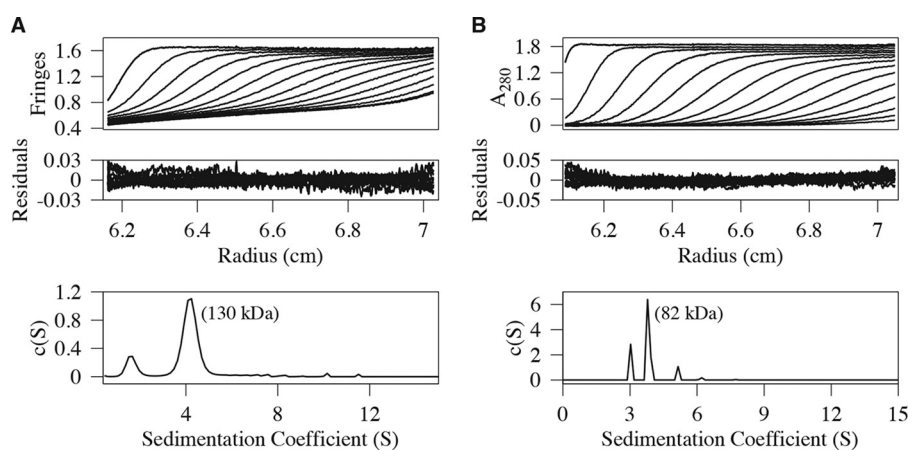 A
Fringes
1.6
1.2
0.8
0.4
Residuals
0.03
0
-0.03
6.2 6.4 6.6 6.8 7
Radius (cm)
c(S)
1.2
0.8
0.4
0
(130 kDa)
4 8 12
Sedimentation Coefficient (S)
B
A280
1.8
1.2
0.6
0
Residuals
0.05
0
-0.05
6.2 6.4 6.6 6.8 7
Radius (cm)
c(S)
6
4
2
0
(82 kDa)
0 3 6 9 12 15
Sedimentation Coefficient (S)